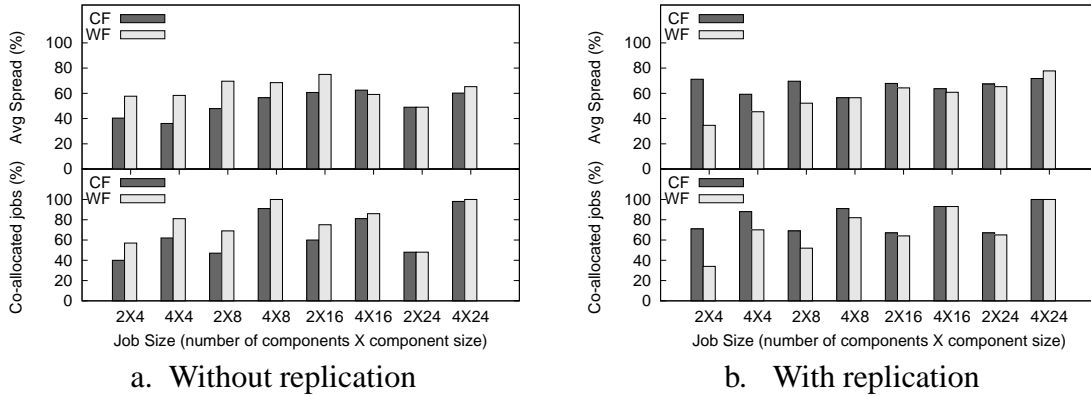 CF
WF
Avg Spread (%)
100
80
60
40
20
0
CF
WF
Co-allocated jobs (%)
100
80
60
40
20
0
2X4 4X4 2X8 4X8 2X16 4X16 2X24 4X24
Job Size (number of components X component size)
a. Without replication
CF
WF
Avg Spread (%)
100
80
60
40
20
0
CF
WF
Co-allocated jobs (%)
100
80
60
40
20
0
2X4 4X4 2X8 4X8 2X16 4X16 2X24 4X24
Job Size (number of components X component size)
b. With replication